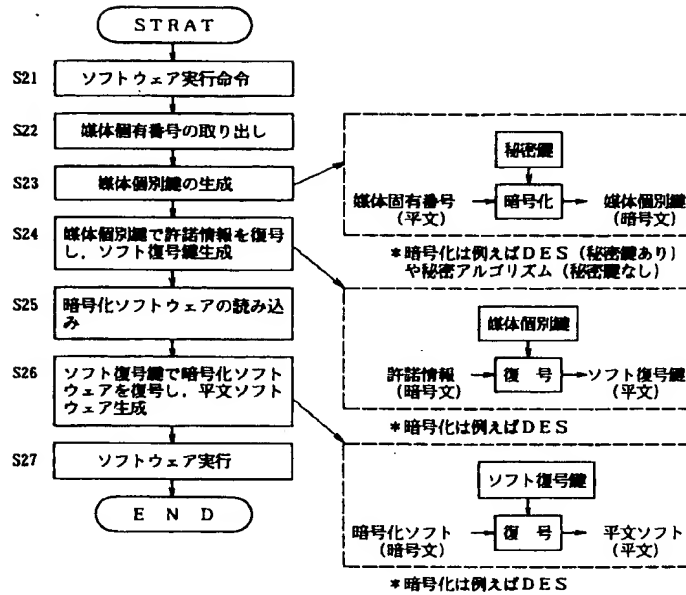 STRAT
S21
ソフトウェア実行命令
S22
媒体固有番号の取り出し
S23
媒体個別鍵の生成
S24
媒体個別鍵で許諾情報を復号
し，ソフト復号鍵生成
S25
暗号化ソフトウェアの読み込
み
S26
ソフト復号鍵で暗号化ソフト
ウェアを復号し，平文ソフト
ウェア生成
S27
ソフトウェア実行
END
秘密鍵
媒体固有番号
(平文)
暗号化
媒体個別鍵
(暗号文)
＊暗号化は例えばDES（秘密鍵あり）
や秘密アルゴリズム（秘密鍵なし）
媒体個別鍵
許諾情報
(暗号文)
復 号
ソフト復号鍵
(平文)
＊暗号化は例えばDES
ソフト復号鍵
暗号化ソフト
(暗号文)
復 号
平文ソフト
(平文)
＊暗号化は例えばDES